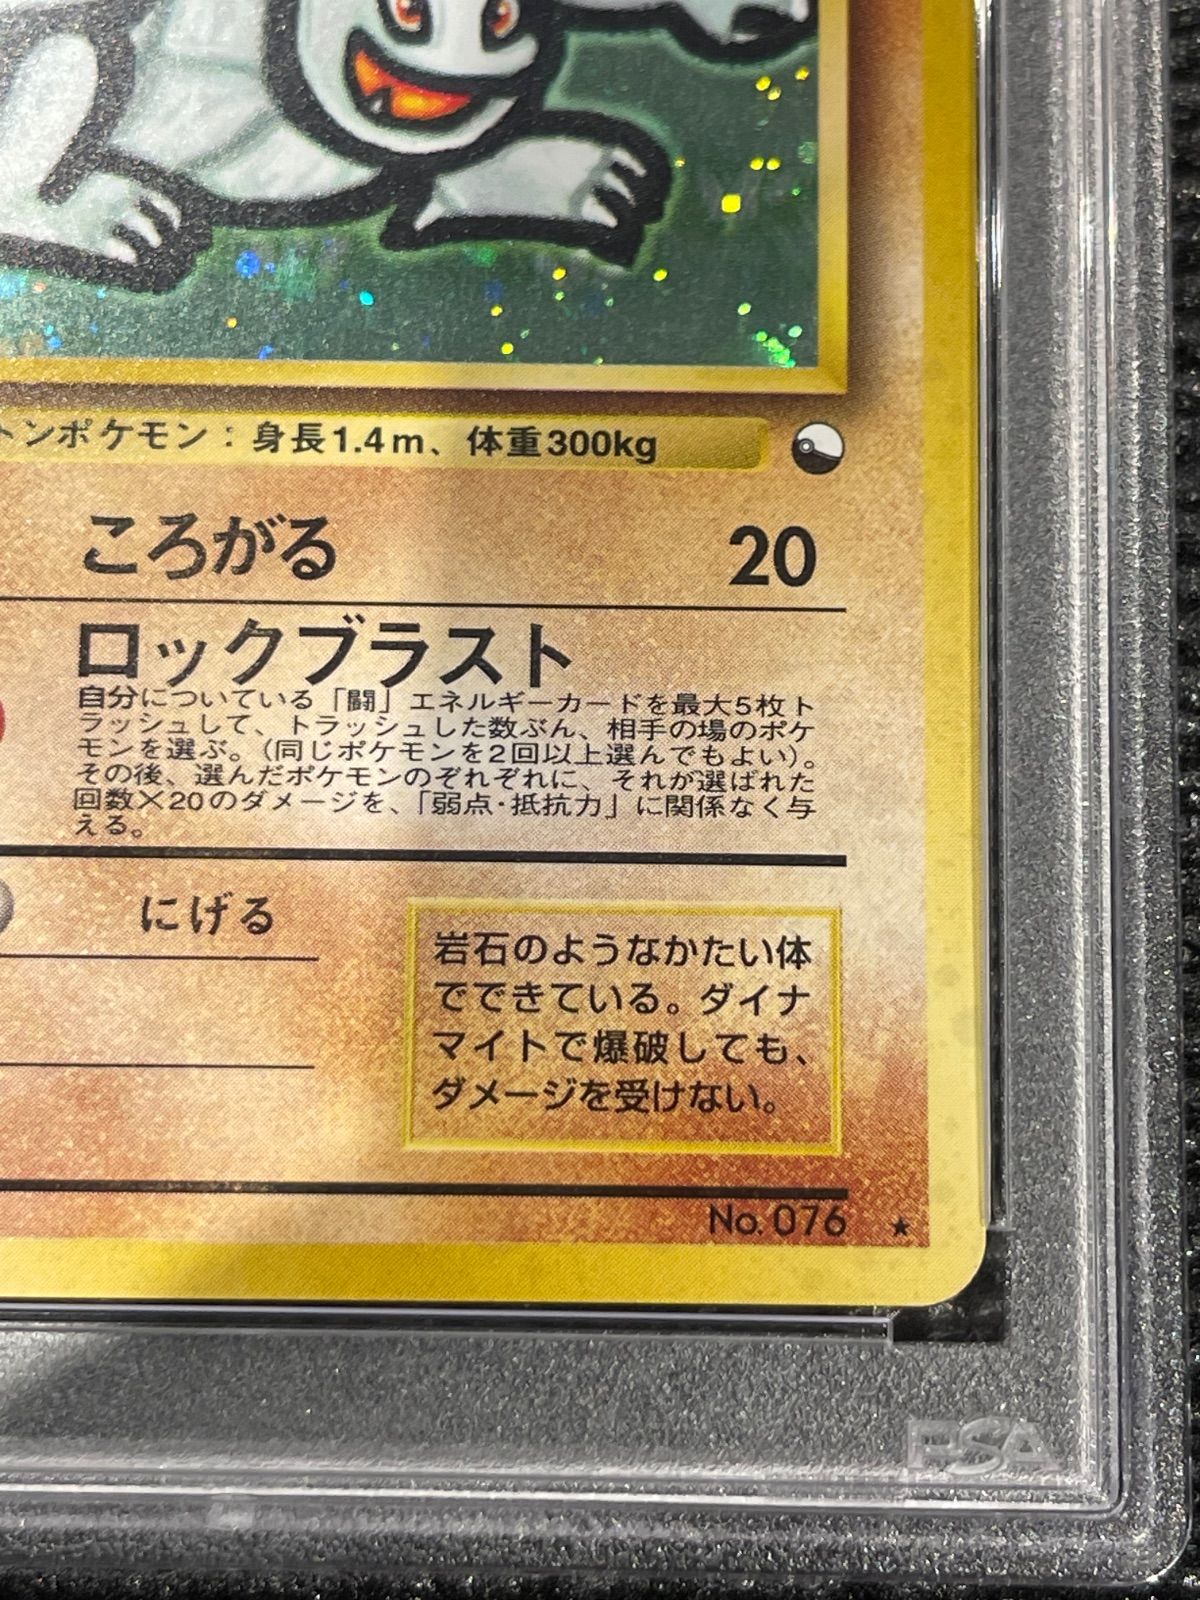 トンポケモン：身長1.4m、体重300kg
ころがる 20
ロックブラスト
自分についている「闘」エネルギーカードを最大5枚ト
ラッシュして、トラッシュした数ぶん、相手の場のポケ
モンを選ぶ。（同じポケモンを2回以上選んでもよい）。
その後、選んだポケモンのぞれぞれに、それが選ばれた
回数×20のダメージを、「弱点・抵抗力」に関係なく与
える。
にげる
岩石のようなかたい体
でできている。ダイナ
マイトで爆破しても、
ダメージを受けない。
No. 076 ★
PSA